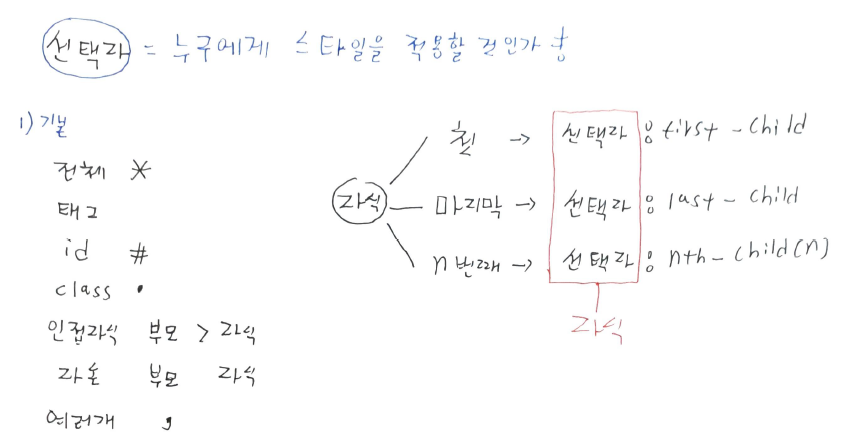 선택자 = 누구에게 스타일을 적용할 것인가
1) 기본
전체 *
태그
id #
class .
인접자식 부모 > 자식
자손 부모 자식
여러개 ,
자식
첫 → 선택자 : first - child
마지막 → 선택자 : last - child
n번째 → 선택자 : nth - child(n)
자식